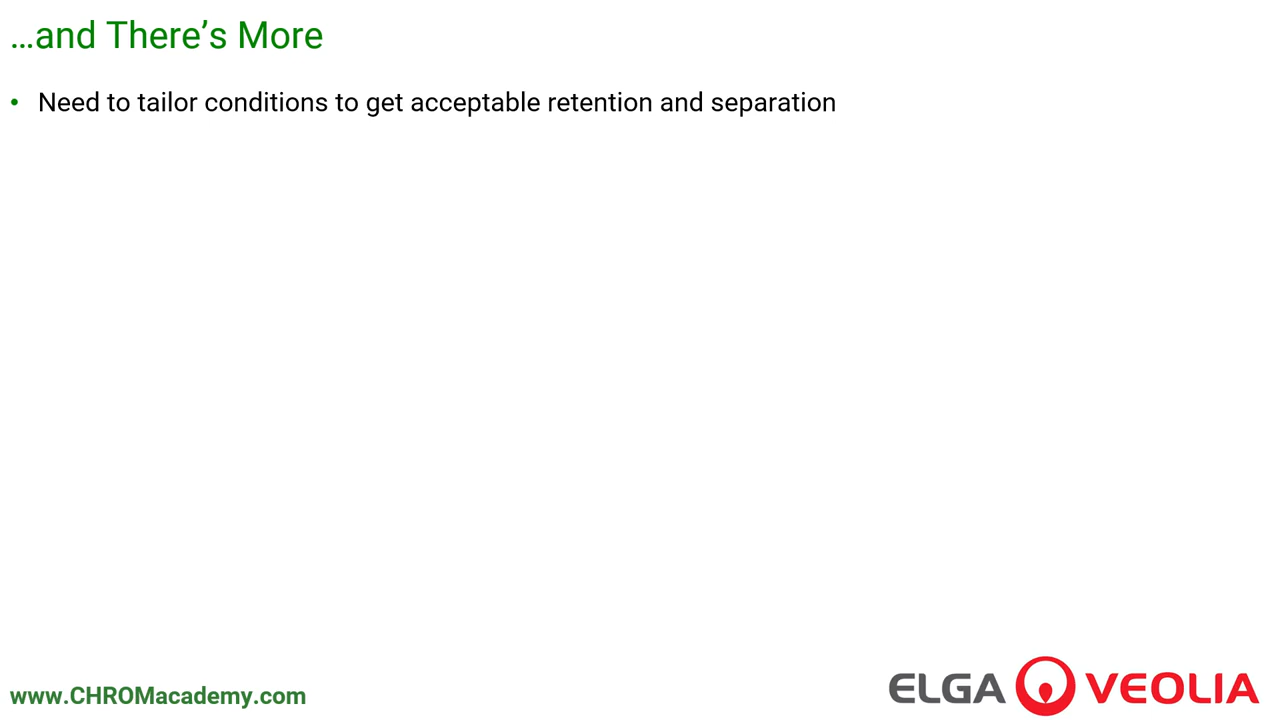 …and There’s More
• Need to tailor conditions to get acceptable retention and separation
www.CHROMacademy.com
ELGA VEOLIA